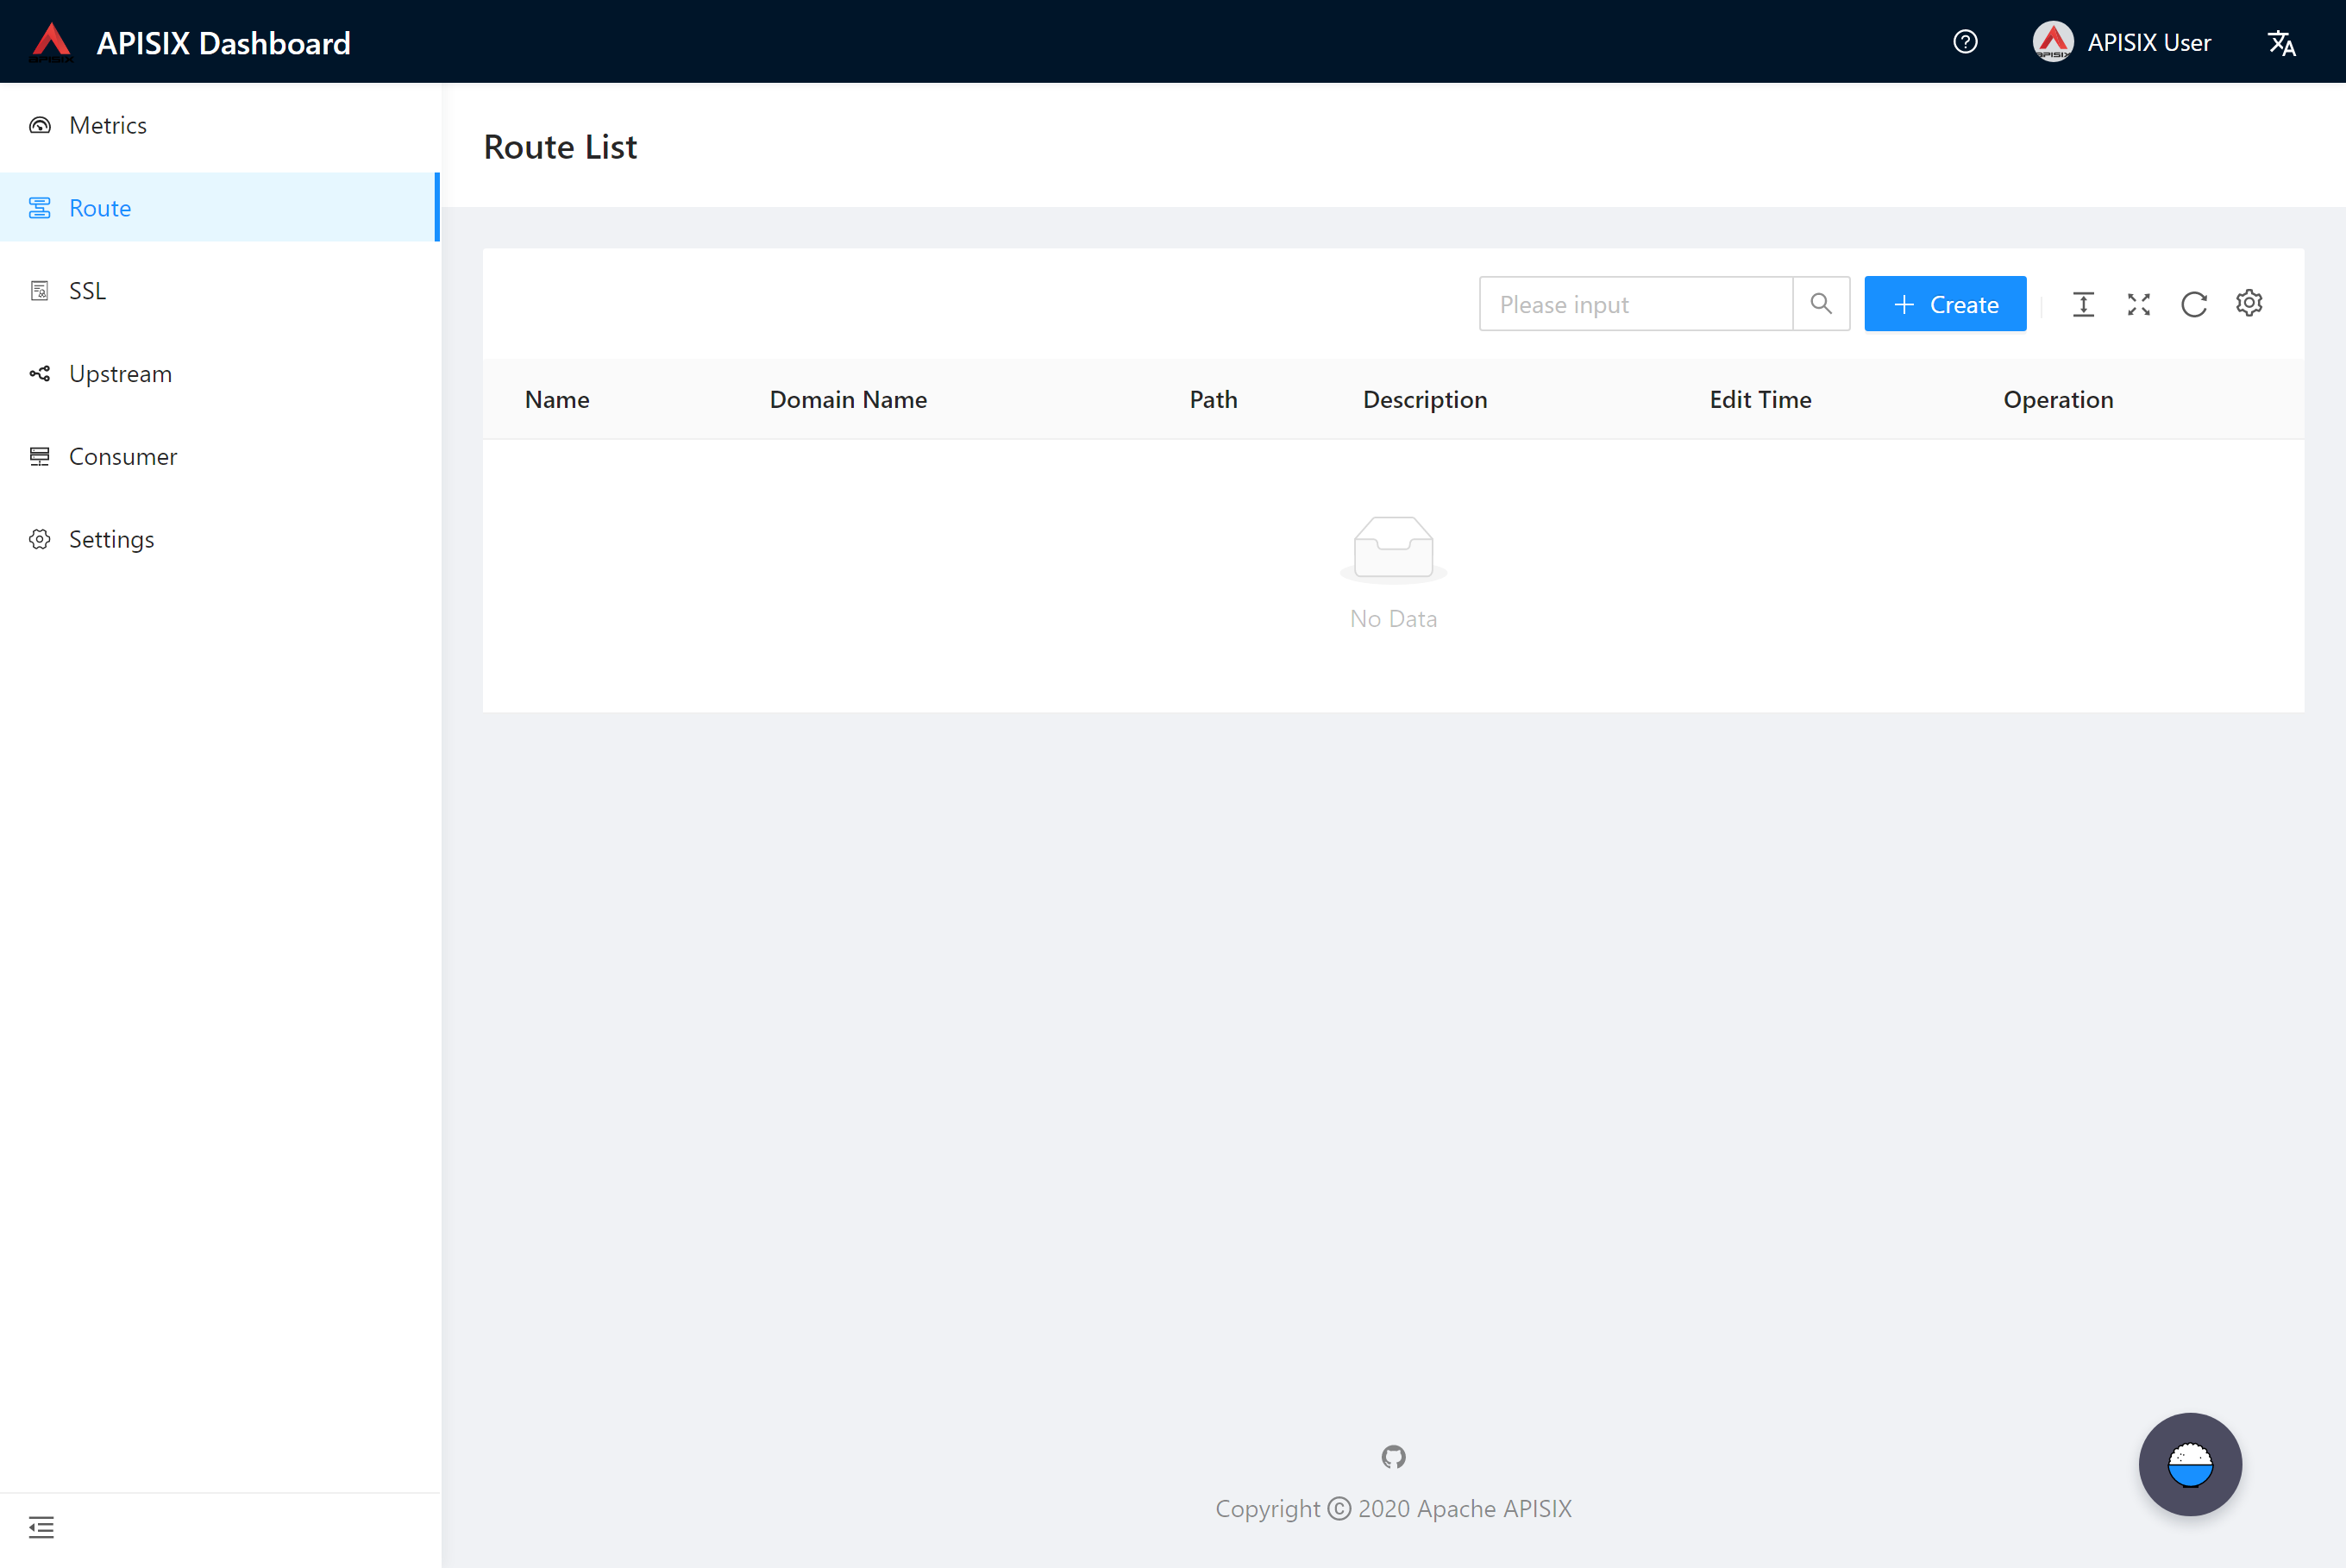 APISIX Dashboard
APISIX User
Metrics
Route
SSL
Upstream
Consumer
Settings
Route List
Please input
Create
Name Domain Name Path Description Edit Time Operation
No Data
Copyright © 2020 Apache APISIX